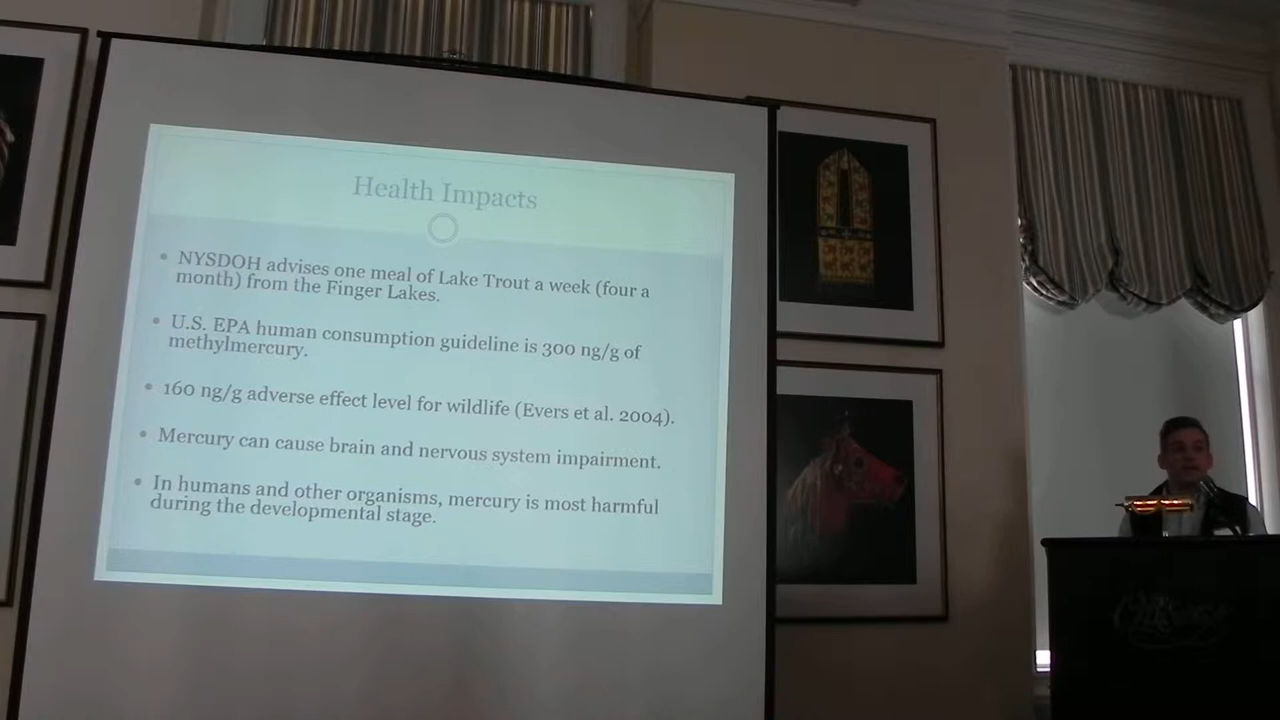 Health Impacts
• NYSDOH advises one meal of Lake Trout a week (four a
month) from the Finger Lakes.
• U.S. EPA human consumption guideline is 300 ng/g of
methylmercury.
• 160 ng/g adverse effect level for wildlife (Evers et al. 2004).
• Mercury can cause brain and nervous system impairment.
• In humans and other organisms, mercury is most harmful
during the developmental stage.